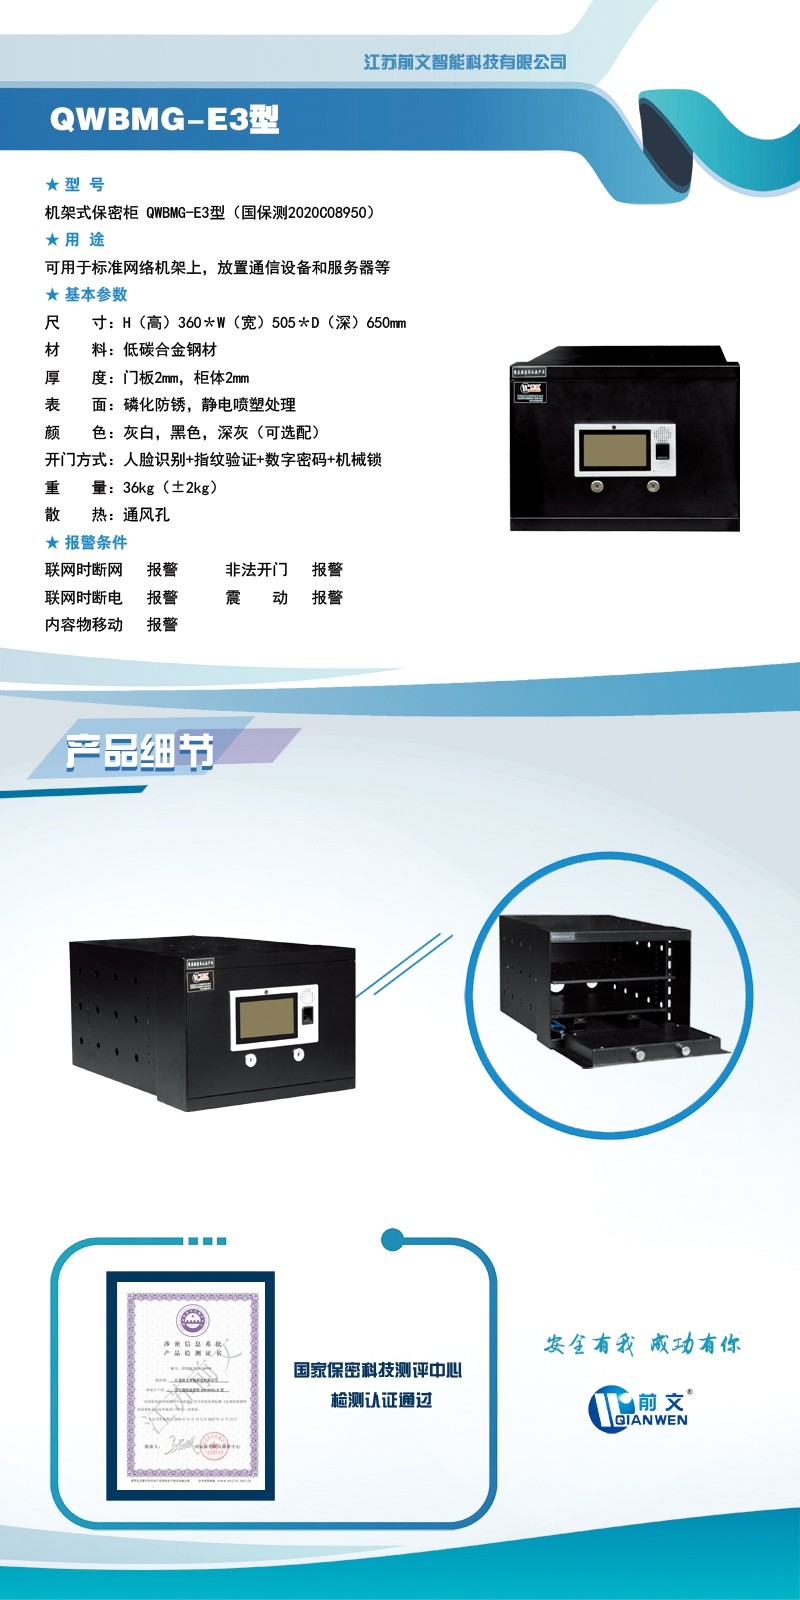 江苏前文智能科技有限公司
QWBMG-E3型
★ 型 号
机架式保密柜 QWBMG-E3型（国保测2020C08950）
★ 用 途
可用于标准网络机架上，放置通信设备和服务器等
★ 基本参数
尺 寸：H（高）360＊W（宽）505＊D（深）650mm
材 料：低碳合金钢材
厚 度：门板2mm，柜体2mm
表 面：磷化防锈，静电喷塑处理
颜 色：灰白，黑色，深灰（可选配）
开门方式：人脸识别+指纹验证+数字密码+机械锁
重 量：36kg（±2kg）
散 热：通风孔
★ 报警条件
联网时断网 报警 非法开门 报警
联网时断电 报警 震 动 报警
内容物移动 报警
产品细节
涉密信息系统
产品检测证书
江苏前文
国家保密科技测评中心
检测认证通过
安全有我 成功有你
前文®
QIANWEN